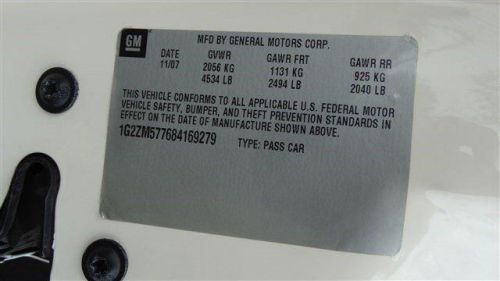 GM
MFD BY GENERAL MOTORS CORP.
DATE GVWR GAWR FRT GAWR RR
11/07 2056 KG 1131 KG 925 KG
4534 LB 2494 LB 2040 LB
THIS VEHICLE CONFORMS TO ALL APPLICABLE U.S. FEDERAL MOTOR
VEHICLE SAFETY, BUMPER, AND THEFT PREVENTION STANDARDS IN
EFFECT ON THE DATE OF MANUFACTURE SHOWN ABOVE.
1G2ZM577684169279 TYPE: PASS CAR